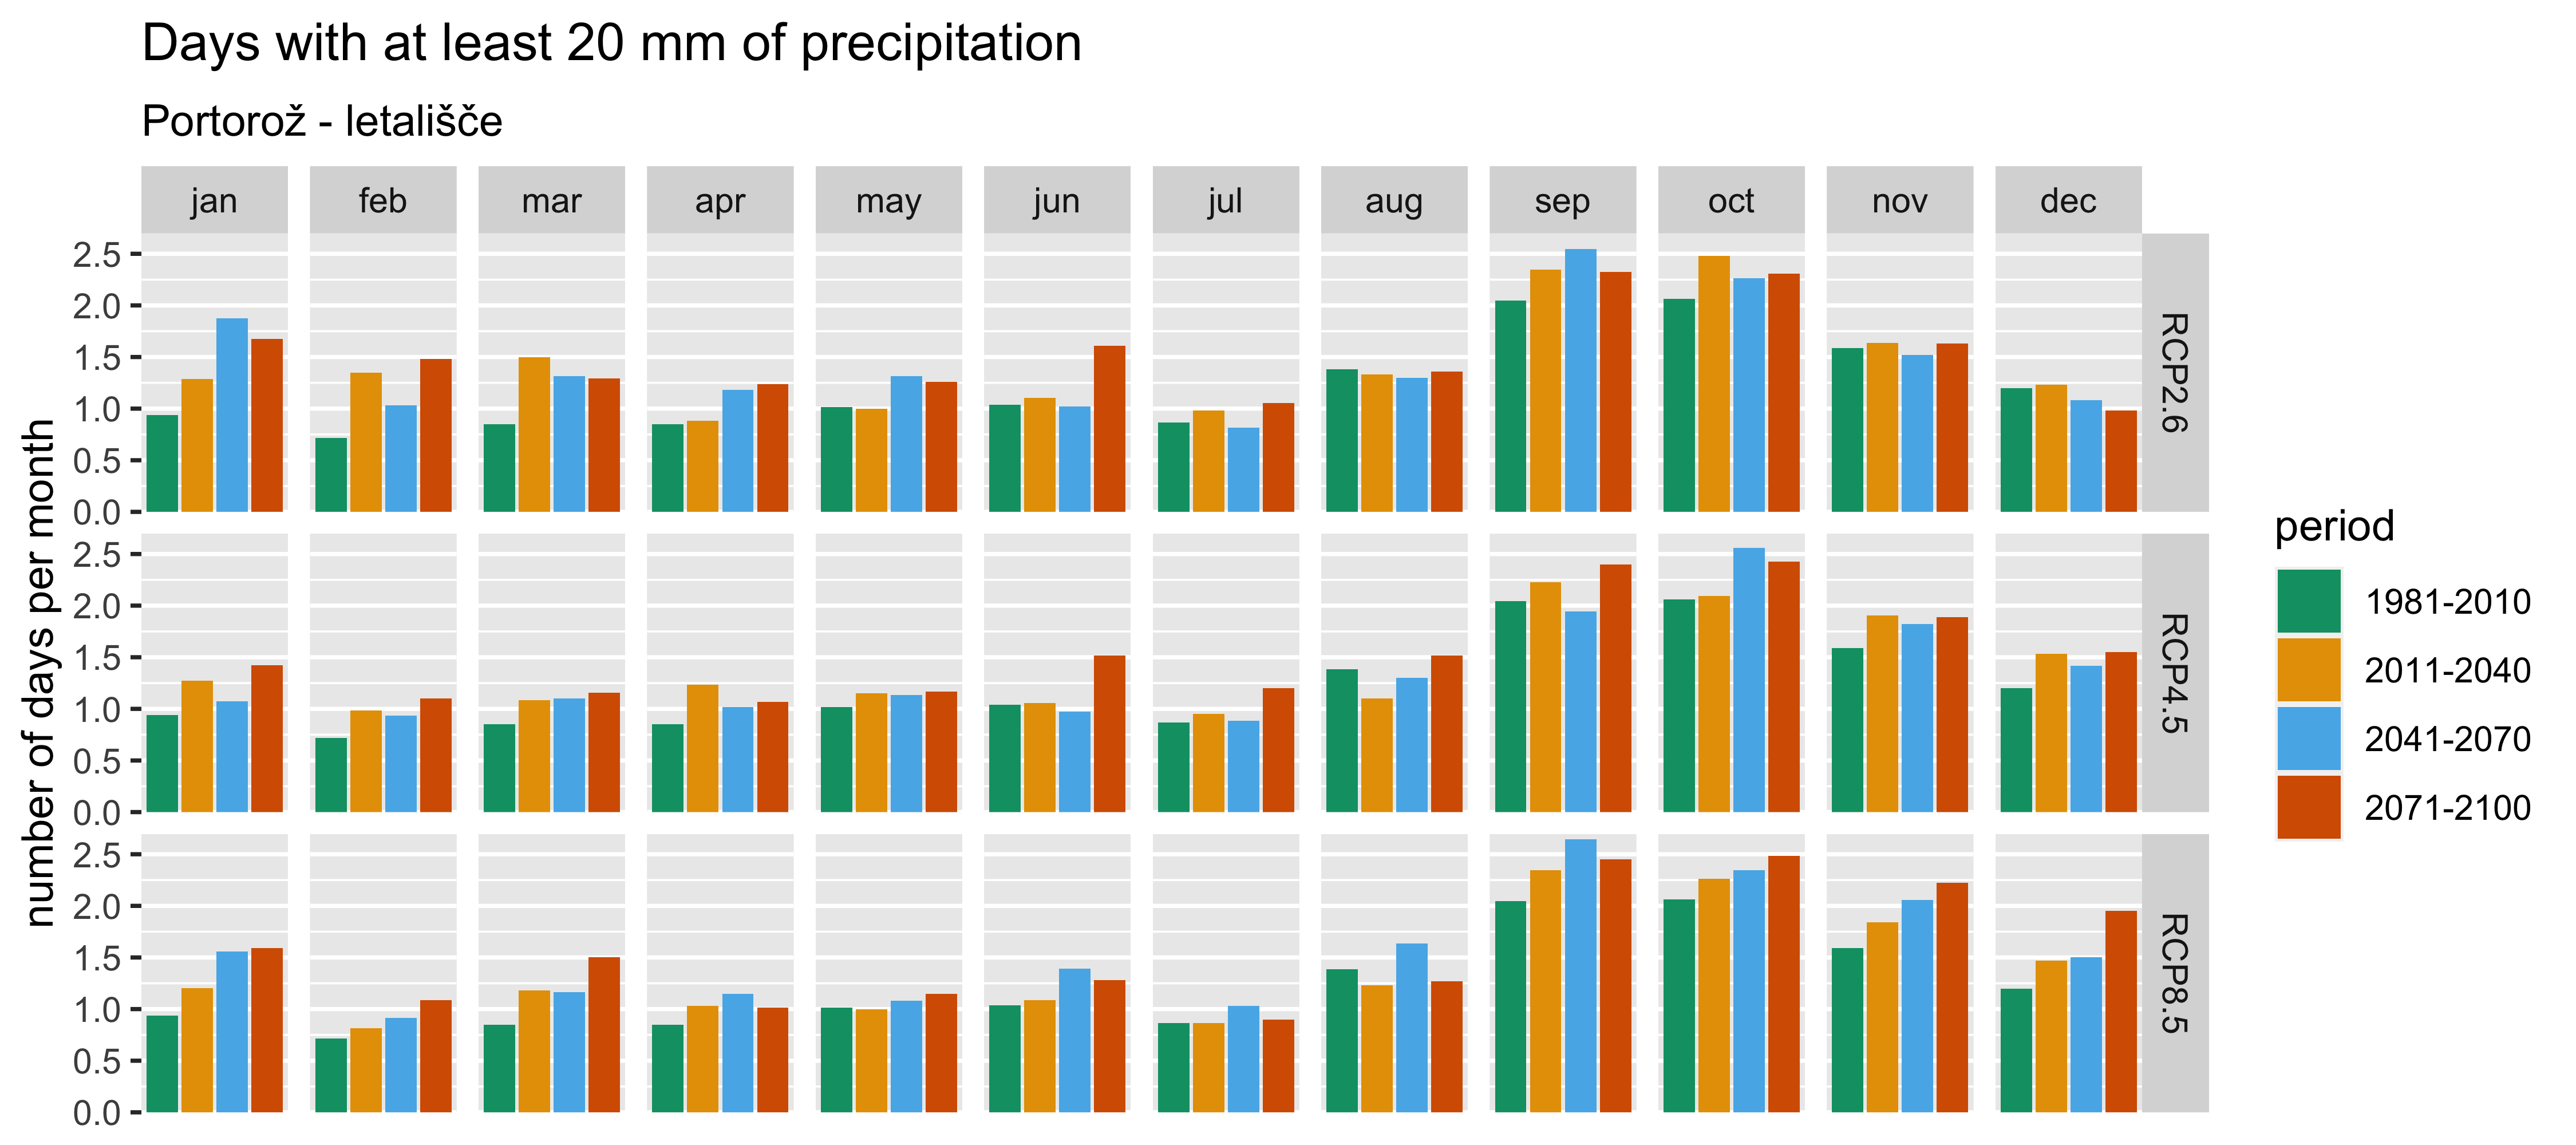 Days with at least 20 mm of precipitation
Portorož - letališče
jan feb mar apr may jun jul aug sep oct nov dec
number of days per month
2.5
2.0
1.5
1.0
0.5
0.0
RCP2.6
2.5
2.0
1.5
1.0
0.5
0.0
RCP4.5
2.5
2.0
1.5
1.0
0.5
0.0
RCP8.5
period
1981-2010
2011-2040
2041-2070
2071-2100